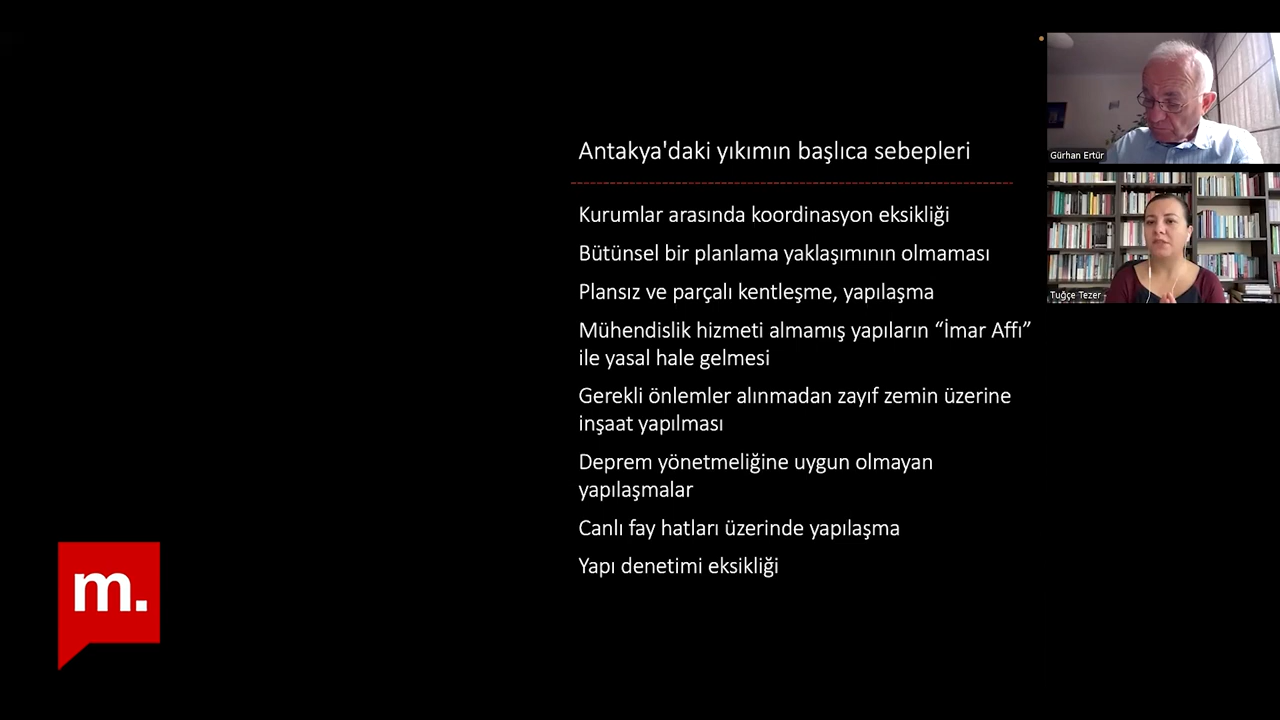 Antakya'daki yıkımın başlıca sebepleri
Kurumlar arasında koordinasyon eksikliği
Bütünsel bir planlama yaklaşımının olmaması
Plansız ve parçalı kentleşme, yapılaşma
Mühendislik hizmeti almamış yapıların “İmar Affı”
ile yasal hale gelmesi
Gerekli önlemler alınmadan zayıf zemin üzerine
inşaat yapılması
Deprem yönetmeliğine uygun olmayan
yapılaşmalar
Canlı fay hatları üzerinde yapılaşma
Yapı denetimi eksikliği
Gürhan Ertür
Tuğçe Tezer
m.